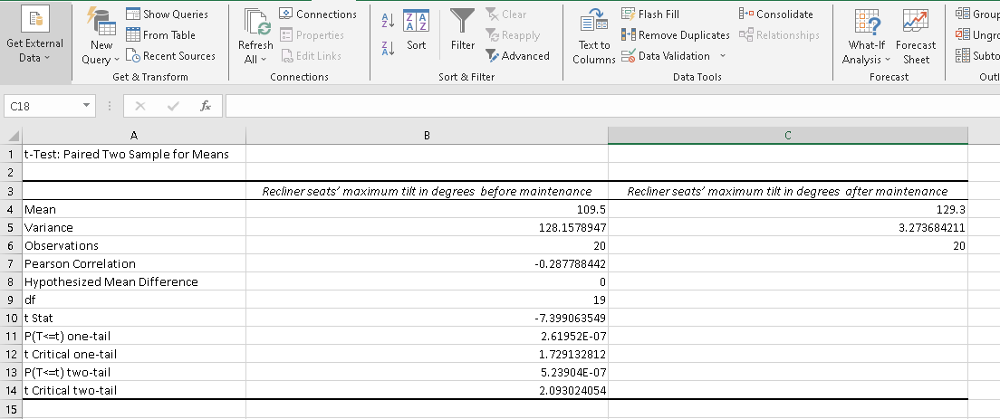 Get External Data
New Query
Show Queries
From Table
Recent Sources
Get & Transform
Refresh All
Connections
Properties
Edit Links
Connections
A Z
Z A
Z A A Z
Sort
Filter
Clear
Reapply
Advanced
Sort & Filter
Text to Columns
Flash Fill
Remove Duplicates
Data Validation
Consolidate
Relationships
Data Tools
What-If Analysis
Forecast Sheet
Forecast
Group
Ungro
Subto
Outl
C18 fx
A B C
1 t-Test: Paired Two Sample for Means
2
3 Recliner seats' maximum tilt in degrees before maintenance Recliner seats' maximum tilt in degrees after maintenance
4 Mean 109.5 129.3
5 Variance 128.1578947 3.273684211
6 Observations 20 20
7 Pearson Correlation -0.287788442
8 Hypothesized Mean Difference 0
9 df 19
10 t Stat -7.399063549
11 P(T<=t) one-tail 2.61952E-07
12 t Critical one-tail 1.729132812
13 P(T<=t) two-tail 5.23904E-07
14 t Critical two-tail 2.093024054
15